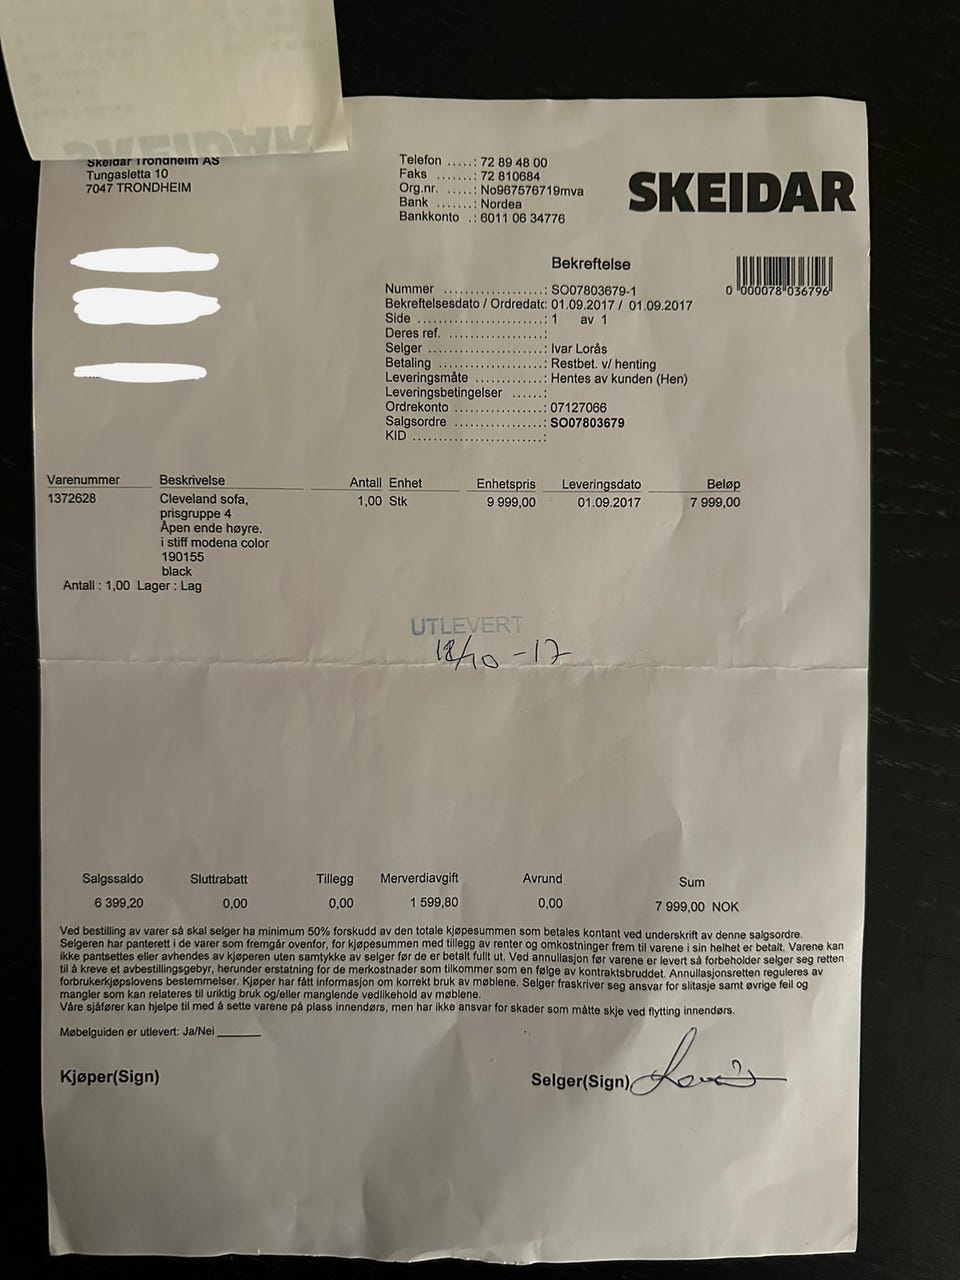 SKEIDAR
Skeidar Trondheim AS
Tungasletta 10
7047 TRONDHEIM
Telefon .....: 72 89 48 00
Faks .......: 72 810684
Org.nr. .....: No967576719mva
Bank .......: Nordea
Bankkonto .: 6011 06 34776
SKEIDAR
Bekreftelse
0 000078 036796
Nummer ...................: SO07803679-1
Bekreftelsesdato / Ordredato: 01.09.2017 / 01.09.2017
Side ........................: 1 av 1
Deres ref. ...................:
Selger ......................: Ivar Lorås
Betaling .....................: Restbet. v/ henting
Leveringsmåte .............: Hentes av kunden (Hen)
Leveringsbetingelser ......:
Ordrekonto .................: 07127066
Salgsordre .................: SO07803679
KID .........................:
Varenummer Beskrivelse Antall Enhet Enhetspris Leveringsdato Beløp
1372628 Cleveland sofa, 1,00 Stk 9 999,00 01.09.2017 7 999,00
prisgruppe 4
Åpen ende høyre.
i stiff modena color
190155
black
Antall : 1,00 Lager : Lag
UTLEVERT
18/10 - 17
Salgssaldo Sluttrabatt Tillegg Merverdiavgift Avrund Sum
6 399,20 0,00 0,00 1 599,80 0,00 7 999,00 NOK
Ved bestilling av varer så skal selger ha minimum 50% forskudd av den totale kjøpesummen som betales kontant ved underskrift av denne salgsordre.
Selgeren har panterett i de varer som fremgår ovenfor, for kjøpesummen med tillegg av renter og omkostninger frem til varene i sin helhet er betalt. Varene kan
ikke pantsettes eller avhendes av kjøperen uten samtykke av selger før de er betalt fullt ut. Ved annullasjon før varene er levert så forbeholder selger seg retten
til å kreve et avbestillingsgebyr, herunder erstatning for de merkostnader som tilkommer som en følge av kontraktsbruddet. Annullasjonsretten reguleres av
forbrukerkjøpslovens bestemmelser. Kjøper har fått informasjon om korrekt bruk av møblene. Selger fraskriver seg ansvar for slitasje samt øvrige feil og
mangler som kan relateres til uriktig bruk og/eller manglende vedlikehold av møblene.
Våre sjåfører kan hjelpe til med å sette varene på plass innendørs, men har ikke ansvar for skader som måtte skje ved flytting innendørs.
Møbelguiden er utlevert: Ja/Nei ______
Kjøper(Sign)
Selger(Sign)